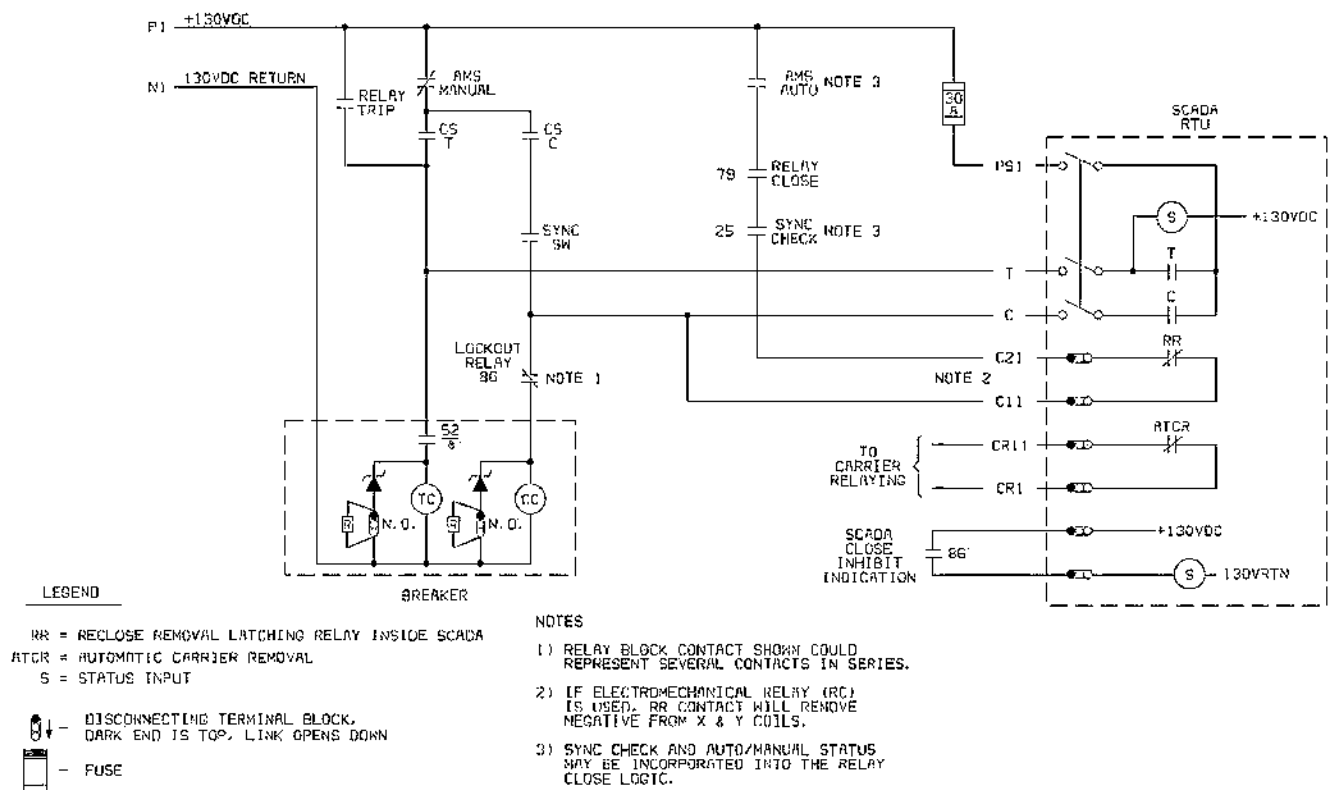 P1 +130VDC
N1 130VDC RETURN
RELAY
TRIP
AMS
MANUAL
CS
T
CS
C
SYNC
SW
AMS
AUTO NOTE 3
79 RELAY
CLOSE
25 SYNC
CHECK NOTE 3
30
A
SCADA
RTU
PS1
S
+130VDC
T
T
C
C
RR
C21
NOTE 2
C11
ATCR
TO
CARRIER
RELAYING
CR11
CR1
SCADA
CLOSE
INHIBIT
INDICATION
86
+130VDC
S
130VRTN
LOCKOUT
RELAY
86
NOTE 1
52
a
TC
CC
R
N.O.
R
N.O.
BREAKER
LEGEND
RR = RECLOSE REMOVAL LATCHING RELAY INSIDE SCADA
ATCR = AUTOMATIC CARRIER REMOVAL
S = STATUS INPUT
- DISCONNECTING TERMINAL BLOCK,
DARK END IS TOP. LINK OPENS DOWN
- FUSE
NOTES
1) RELAY BLOCK CONTACT SHOWN COULD
REPRESENT SEVERAL CONTACTS IN SERIES.
2) IF ELECTROMECHANICAL RELAY (RC)
IS USED, RR CONTACT WILL REMOVE
NEGATIVE FROM X & Y COILS.
3) SYNC CHECK AND AUTO/MANUAL STATUS
MAY BE INCORPORATED INTO THE RELAY
CLOSE LOGIC.